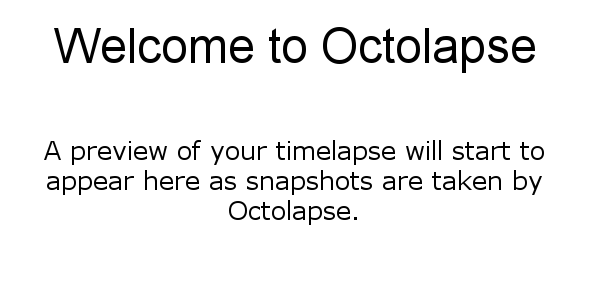 Welcome to Octolapse
A preview of your timelapse will start to
appear here as snapshots are taken by
Octolapse.